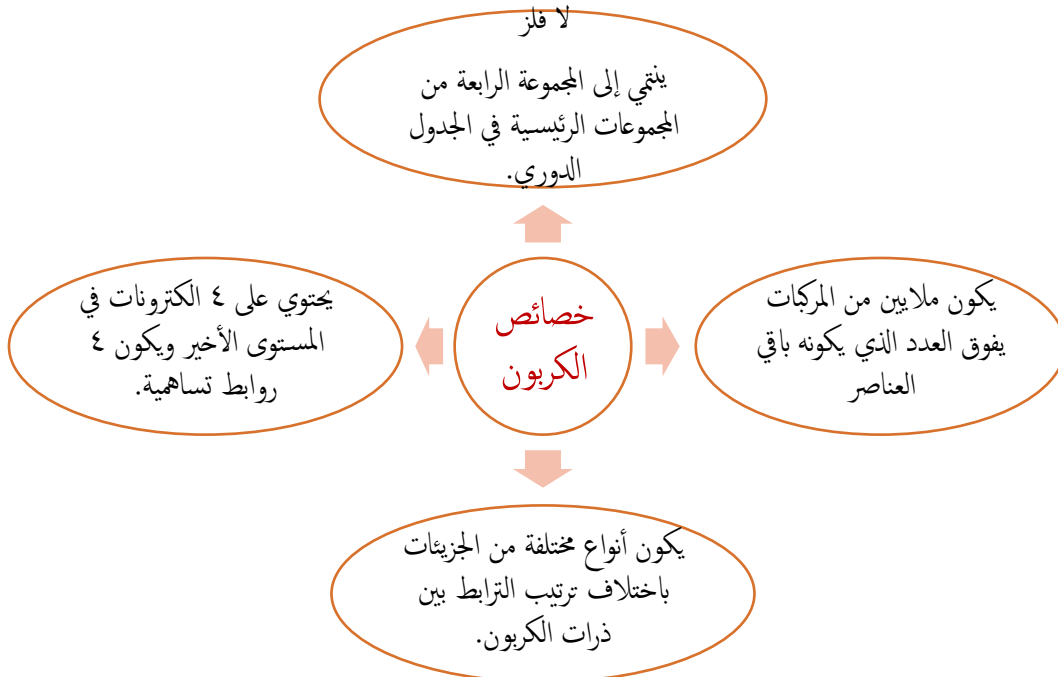 لا فلز
ينتمي إلى المجموعة الرابعة من
المجموعات الرئيسية في الجدول
الدوري.
خصائص
الكربون
يكون ملايين من المركبات
يفوق العدد الذي يكونه باقي
العناصر
يحتوي على ٤ الكترونات في
المستوى الأخير ويكون ٤
روابط تساهمية.
يكون أنواع مختلفة من الجزيئات
باختلاف ترتيب الترابط بين
ذرات الكربون.